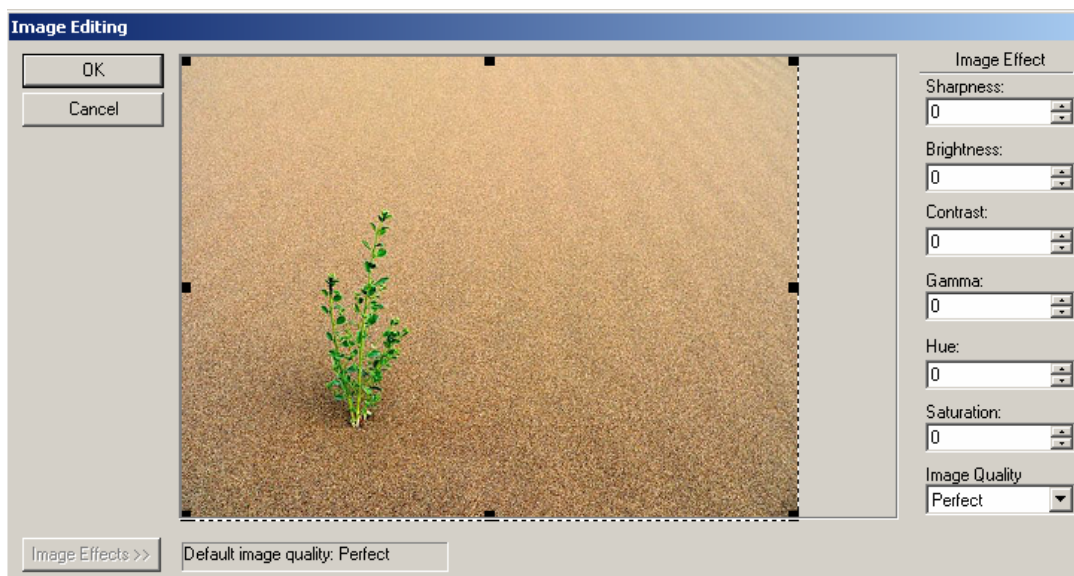 Image Editing
OK
Cancel
Image Effect
Sharpness:
0
Brightness:
0
Contrast:
0
Gamma:
0
Hue:
0
Saturation:
0
Image Quality
Perfect
Image Effects >>
Default image quality: Perfect